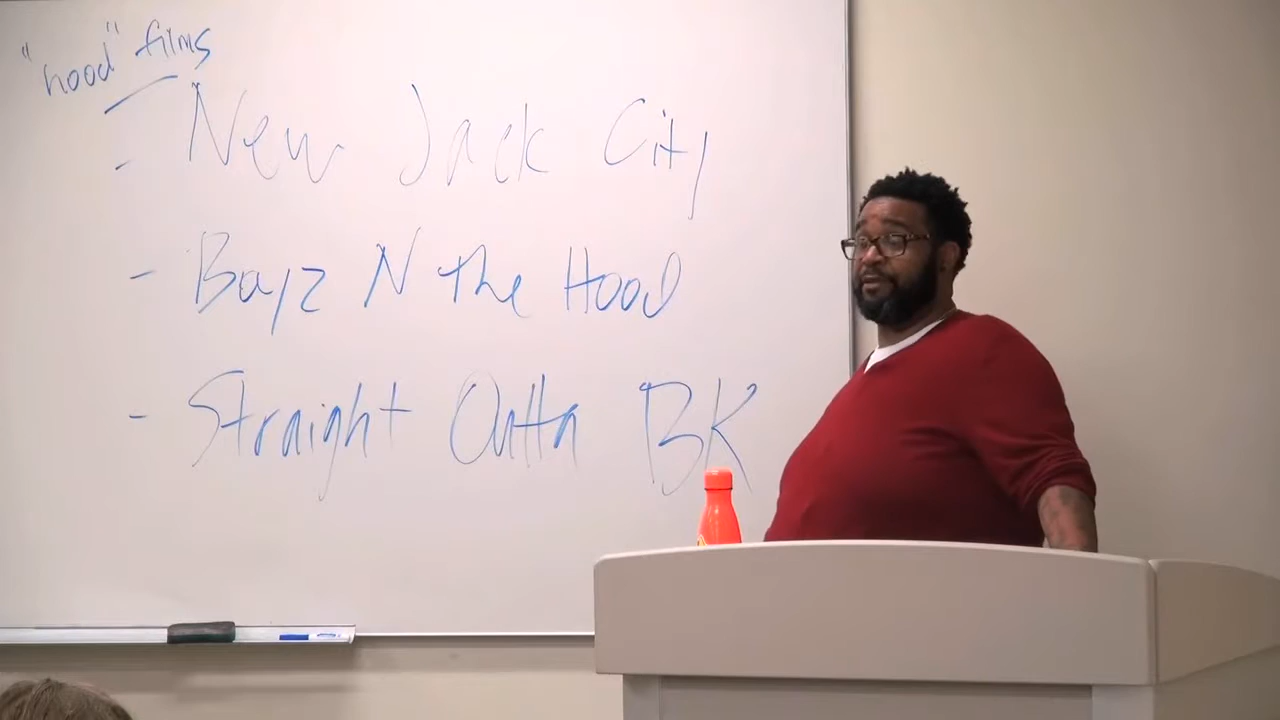 "hood" films
- New Jack City
- Boyz N the Hood
- Straight Outta BK